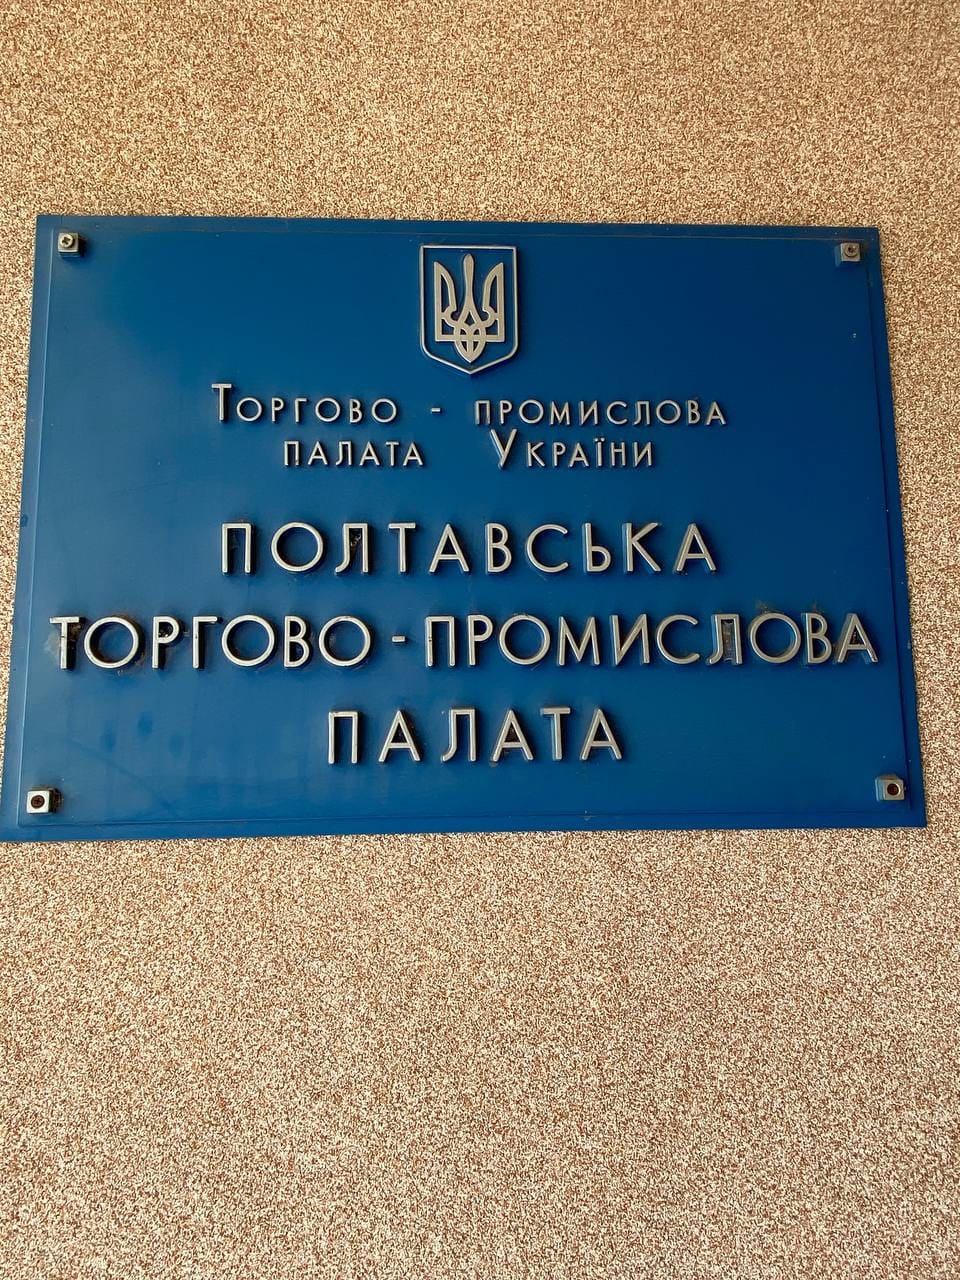 Торгово - промислова
палата України
ПОЛТАВСЬКА
ТОРГОВО-ПРОМИСЛОВА
ПАЛАТА